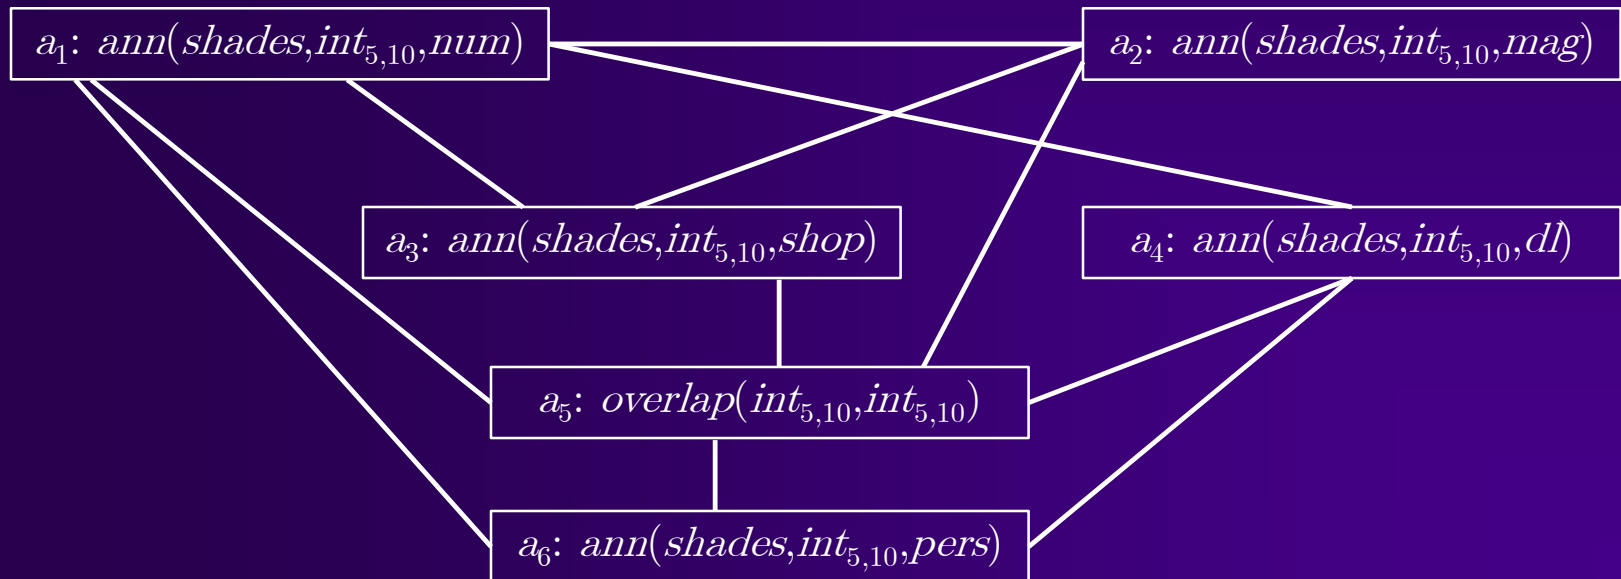 a₁: ann(shades,int₅,₁₀,num)
a₂: ann(shades,int₅,₁₀,mag)
a₃: ann(shades,int₅,₁₀,shop)
a₄: ann(shades,int₅,₁₀,dl)
a₅: overlap(int₅,₁₀,int₅,₁₀)
a₆: ann(shades,int₅,₁₀,pers)